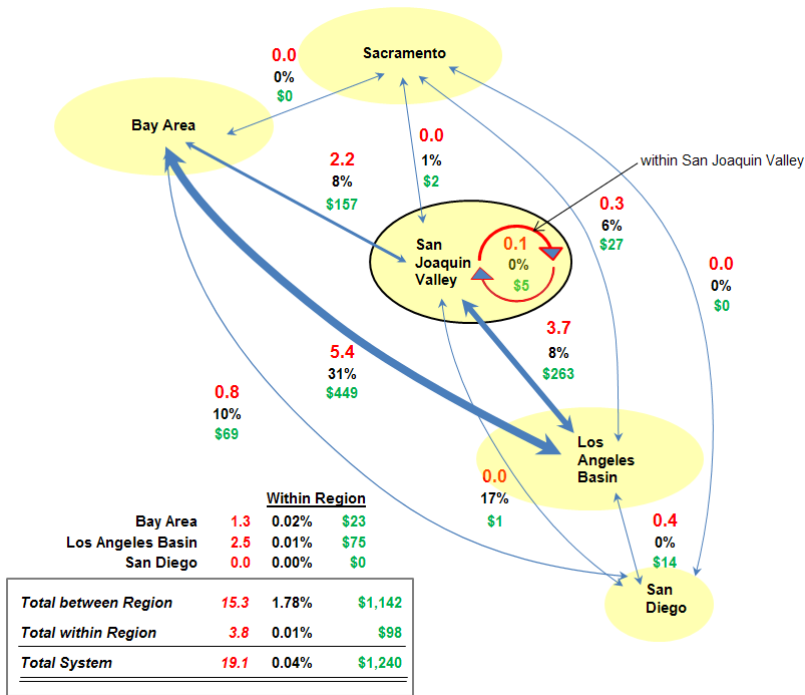 Sacramento
0.0
0%
$0
Bay Area
2.2
8%
$157
0.0
1%
$2
within San Joaquin Valley
0.3
6%
$27
0.0
0%
$0
San
Joaquin
Valley
0.1
0%
$5
3.7
8%
$263
5.4
31%
$449
0.8
10%
$69
Los
Angeles
Basin
0.0
17%
$1
0.4
0%
$14
San
Diego
Within Region
Bay Area 1.3 0.02% $23
Los Angeles Basin 2.5 0.01% $75
San Diego 0.0 0.00% $0
Total between Region 15.3 1.78% $1,142
Total within Region 3.8 0.01% $98
Total System 19.1 0.04% $1,240